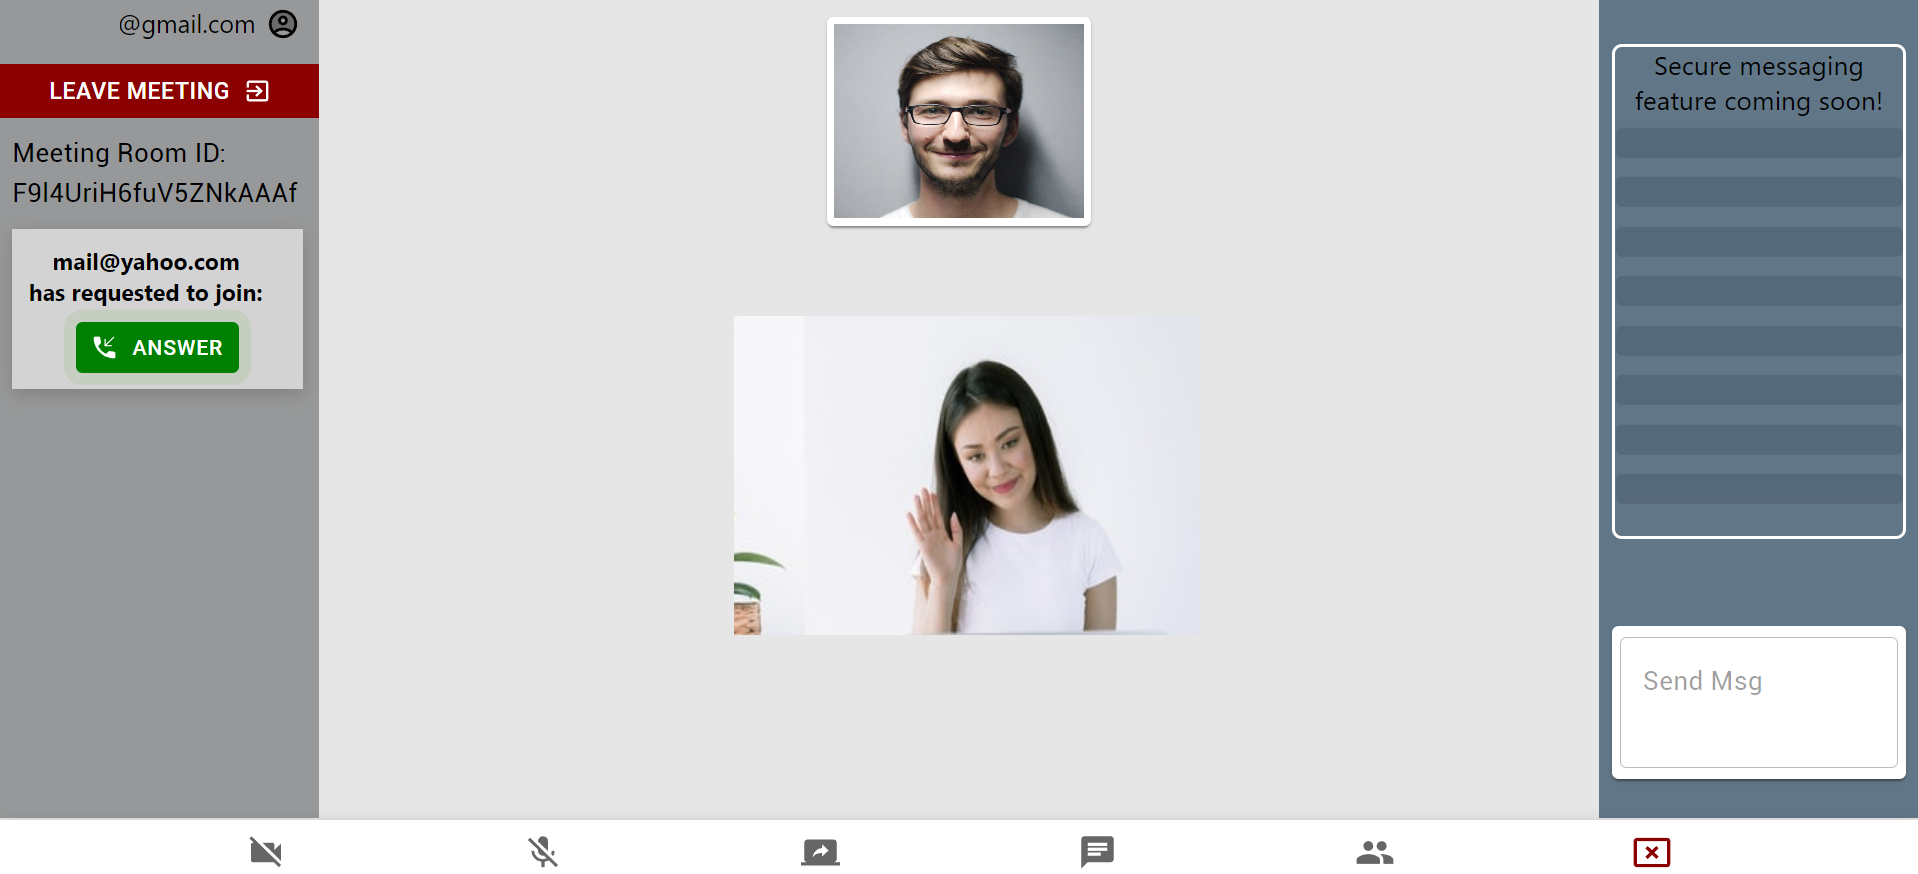 @gmail.com
LEAVE MEETING
Meeting Room ID:
F9l4UriH6fuV5ZNkAAAf
mail@yahoo.com
has requested to join:
ANSWER
Secure messaging
feature coming soon!
Send Msg